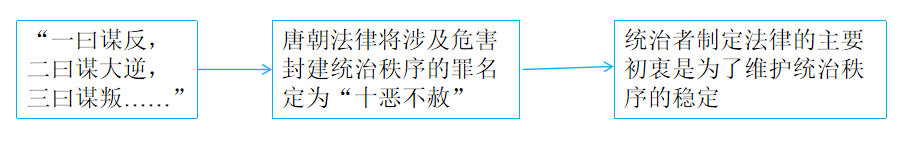 “一曰谋反，
二曰谋大逆，
三曰谋叛……”
唐朝法律将涉及危害
封建统治秩序的罪名
定为“十恶不赦”
统治者制定法律的主要
初衷是为了维护统治秩
序的稳定